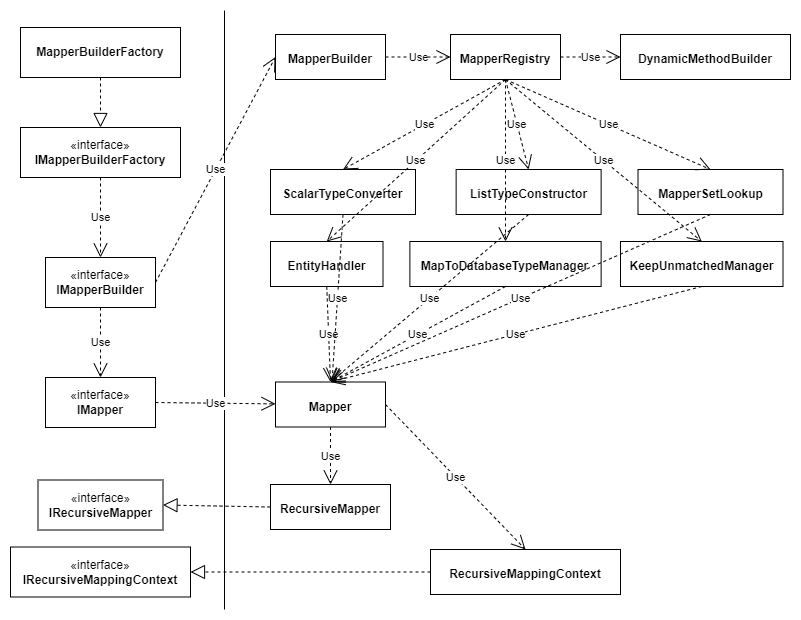 MapperBuilderFactory
MapperBuilder
Use
MapperRegistry
Use
DynamicMethodBuilder
«interface»
IMapperBuilderFactory
Use
Use
Use
Use
Use
Use
Use
Use
ScalarTypeConverter
ListTypeConstructor
MapperSetLookup
Use
«interface»
IMapperBuilder
EntityHandler
MapToDatabaseTypeManager
KeepUnmatchedManager
Use
Use
Use
Use
Use
Use
Use
«interface»
IMapper
Use
Mapper
Use
Use
«interface»
IRecursiveMapper
RecursiveMapper
«interface»
IRecursiveMappingContext
RecursiveMappingContext